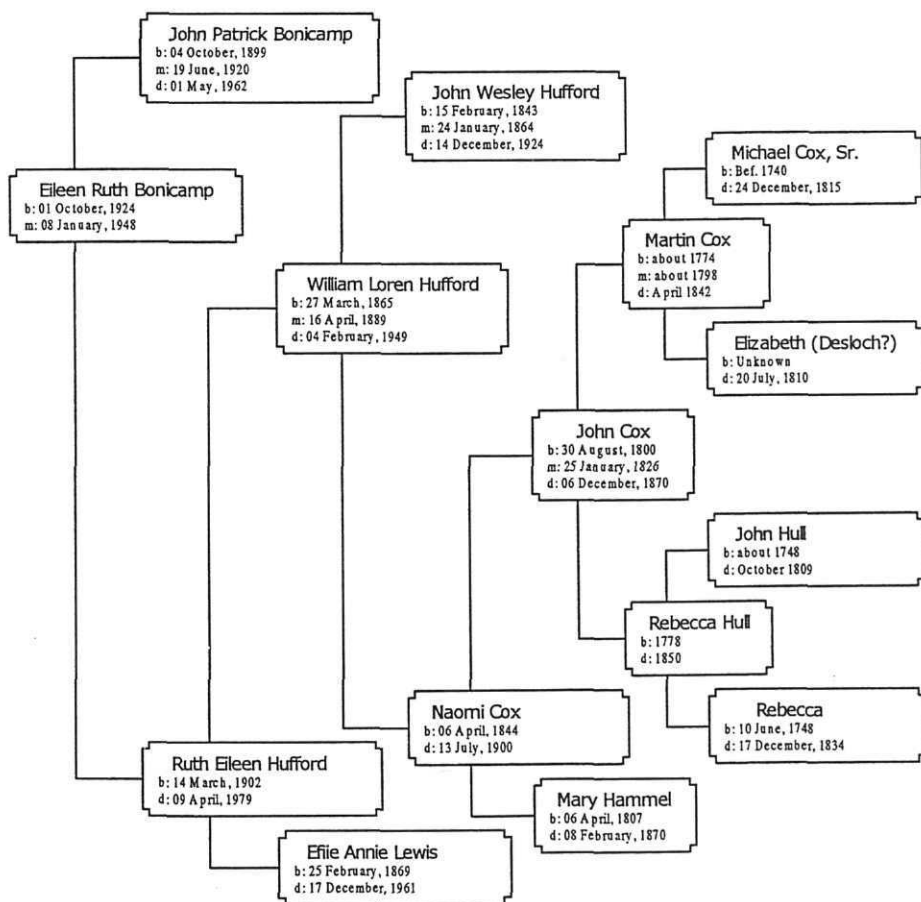 John Patrick Bonicamp
b: 04 October, 1899
m: 19 June, 1920
d: 01 May, 1962
John Wesley Hufford
b: 15 February, 1843
m: 24 January, 1864
d: 14 December, 1924
Michael Cox, Sr.
b: Bef. 1740
d: 24 December, 1815
Eileen Ruth Bonicamp
b: 01 October, 1924
m: 08 January, 1948
Martin Cox
b: about 1774
m: about 1798
d: April 1842
William Loren Hufford
b: 27 March, 1865
m: 16 April, 1889
d: 04 February, 1949
Elizabeth (Desloch?)
b: Unknown
d: 20 July, 1810
John Cox
b: 30 August, 1800
m: 25 January, 1826
d: 06 December, 1870
John Hull
b: about 1748
d: October 1809
Rebecca Hull
b: 1778
d: 1850
Naomi Cox
b: 06 April, 1844
d: 13 July, 1900
Rebecca
b: 10 June, 1748
d: 17 December, 1834
Ruth Eileen Hufford
b: 14 March, 1902
d: 09 April, 1979
Mary Hammel
b: 06 April, 1807
d: 08 February, 1870
Effie Annie Lewis
b: 25 February, 1869
d: 17 December, 1961